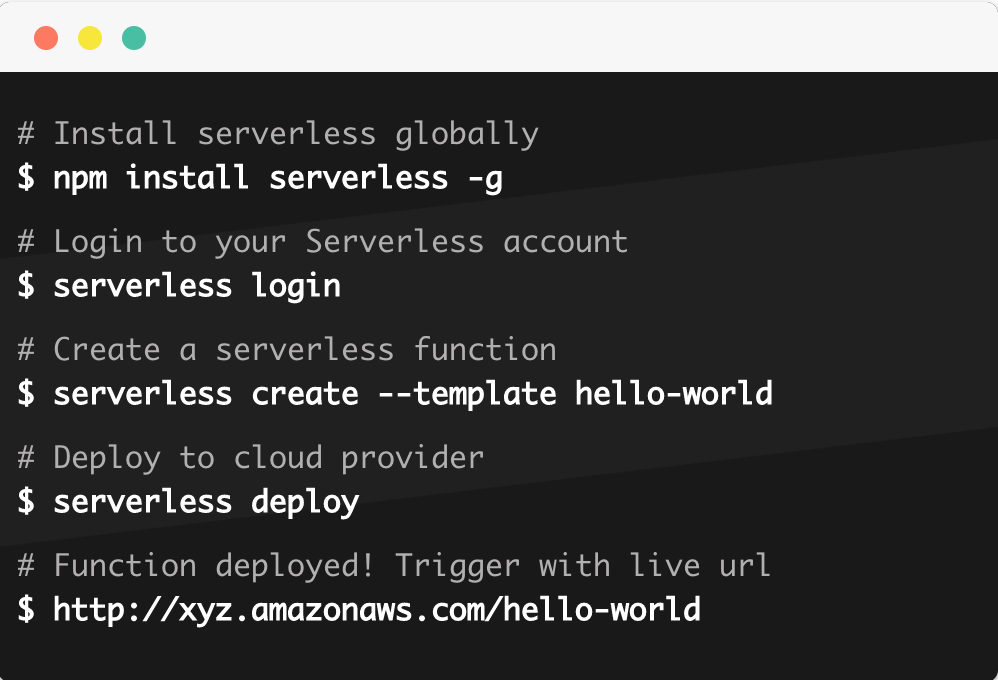 # Install serverless globally
$ npm install serverless -g
# Login to your Serverless account
$ serverless login
# Create a serverless function
$ serverless create --template hello-world
# Deploy to cloud provider
$ serverless deploy
# Function deployed! Trigger with live url
$ http://xyz.amazonaws.com/hello-world